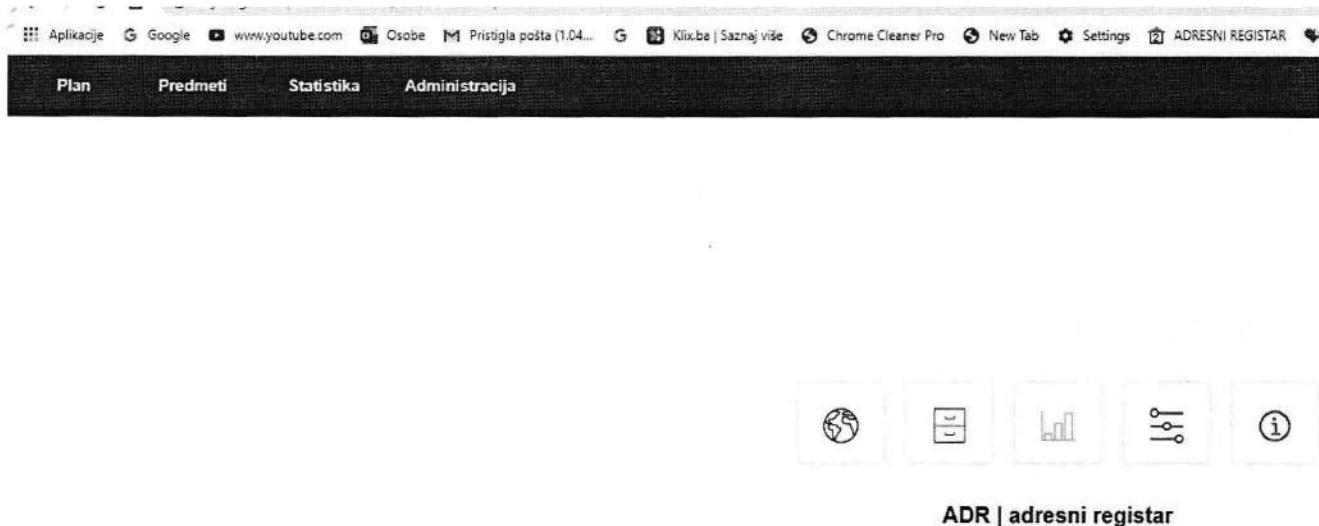 Aplikacije Google www.youtube.com Osobe Pristigla pošta (1.04... Klix.ba | Saznaj više Chrome Cleaner Pro New Tab Settings ADRESNI REGISTAR
Plan Predmeti Statistika Administracija
ADR | adresni registar